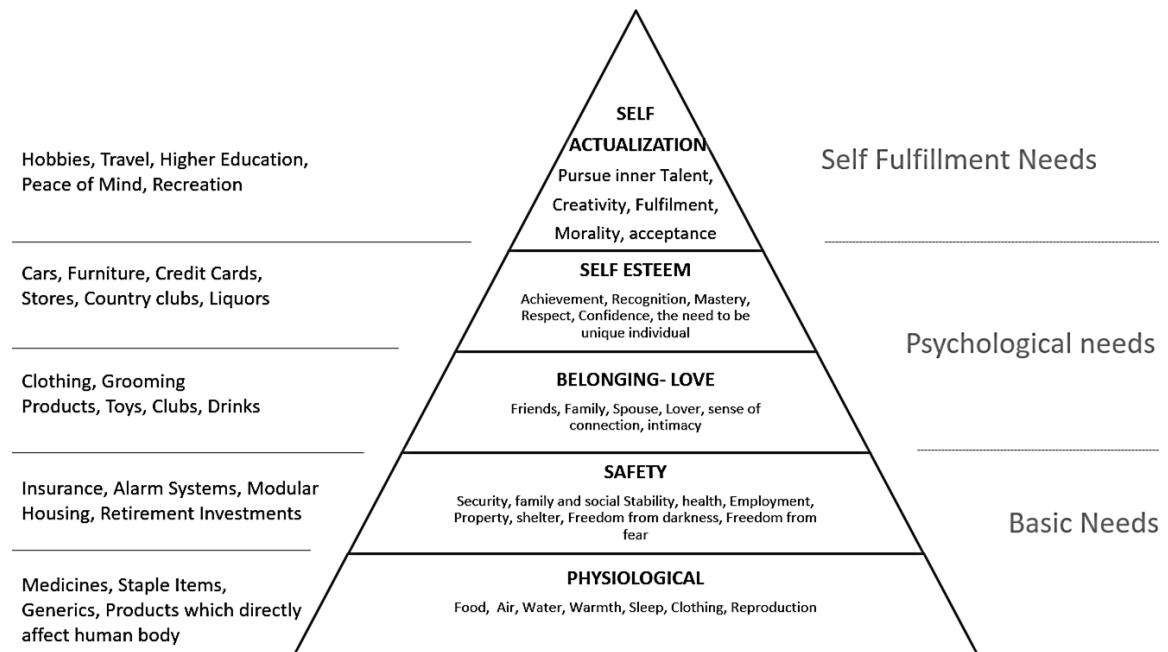 SELF
ACTUALIZATION
Pursue inner Talent,
Creativity, Fulfilment,
Morality, acceptance
Hobbies, Travel, Higher Education,
Peace of Mind, Recreation
Self Fulfillment Needs
SELF ESTEEM
Achievement, Recognition, Mastery,
Respect, Confidence, the need to be
unique individual
Cars, Furniture, Credit Cards,
Stores, Country clubs, Liquors
Psychological needs
BELONGING- LOVE
Friends, Family, Spouse, Lover, sense of
connection, intimacy
Clothing, Grooming
Products, Toys, Clubs, Drinks
SAFETY
Security, family and social Stability, health, Employment,
Property, shelter, Freedom from darkness, Freedom from
fear
Insurance, Alarm Systems, Modular
Housing, Retirement Investments
Basic Needs
PHYSIOLOGICAL
Food, Air, Water, Warmth, Sleep, Clothing, Reproduction
Medicines, Staple Items,
Generics, Products which directly
affect human body